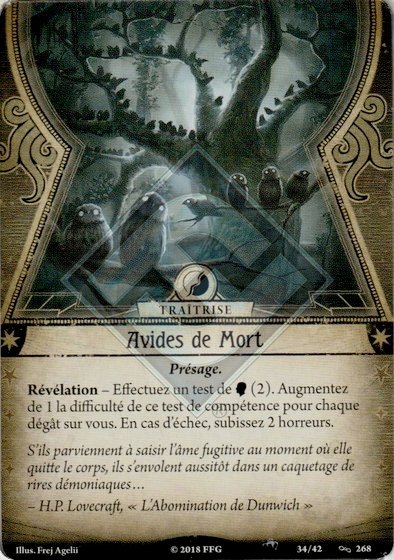 TRAÎTRISE
Avides de Mort
Présage.
Révélation – Effectuez un test de (2). Augmentez
de 1 la difficulté de ce test de compétence pour chaque
dégât sur vous. En cas d'échec, subissez 2 horreurs.
S'ils parviennent à saisir l'âme fugitive au moment où elle
quitte le corps, ils s'envolent aussitôt dans un caquetage de
rires démoniaques…
– H.P. Lovecraft, « L'Abomination de Dunwich »
Illus. Frej Agelii © 2018 FFG 34/42 268